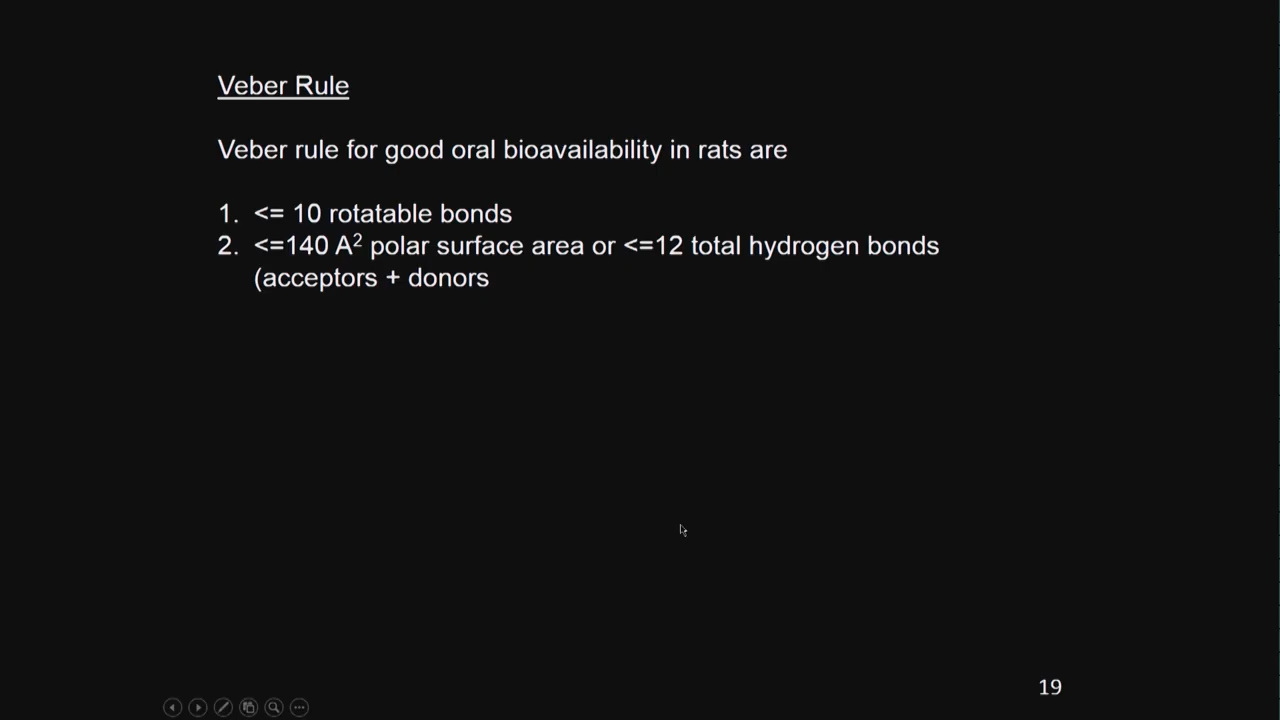 Veber Rule
Veber rule for good oral bioavailability in rats are
1. <= 10 rotatable bonds
2. <=140 A² polar surface area or <=12 total hydrogen bonds
(acceptors + donors
19